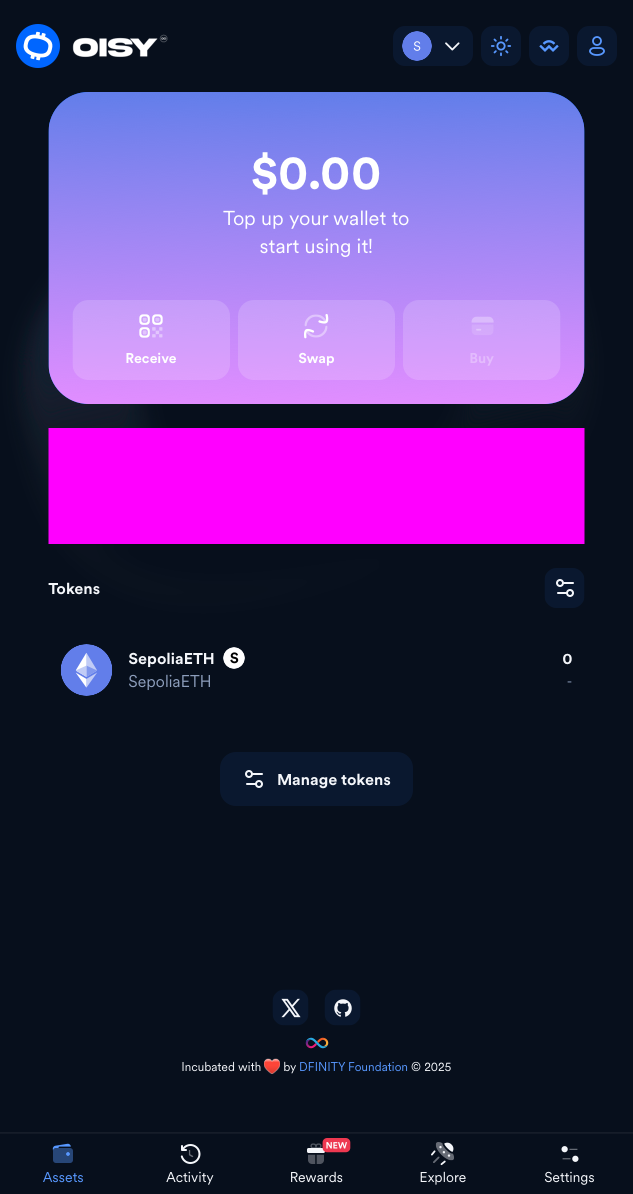 OISY
S
$0.00
Top up your wallet to
start using it!
Receive
Swap
Buy
Tokens
SepoliaETH S
0
SepoliaETH
-
Manage tokens
Incubated with ❤️ by DFINITY Foundation © 2025
NEW
Assets
Activity
Rewards
Explore
Settings